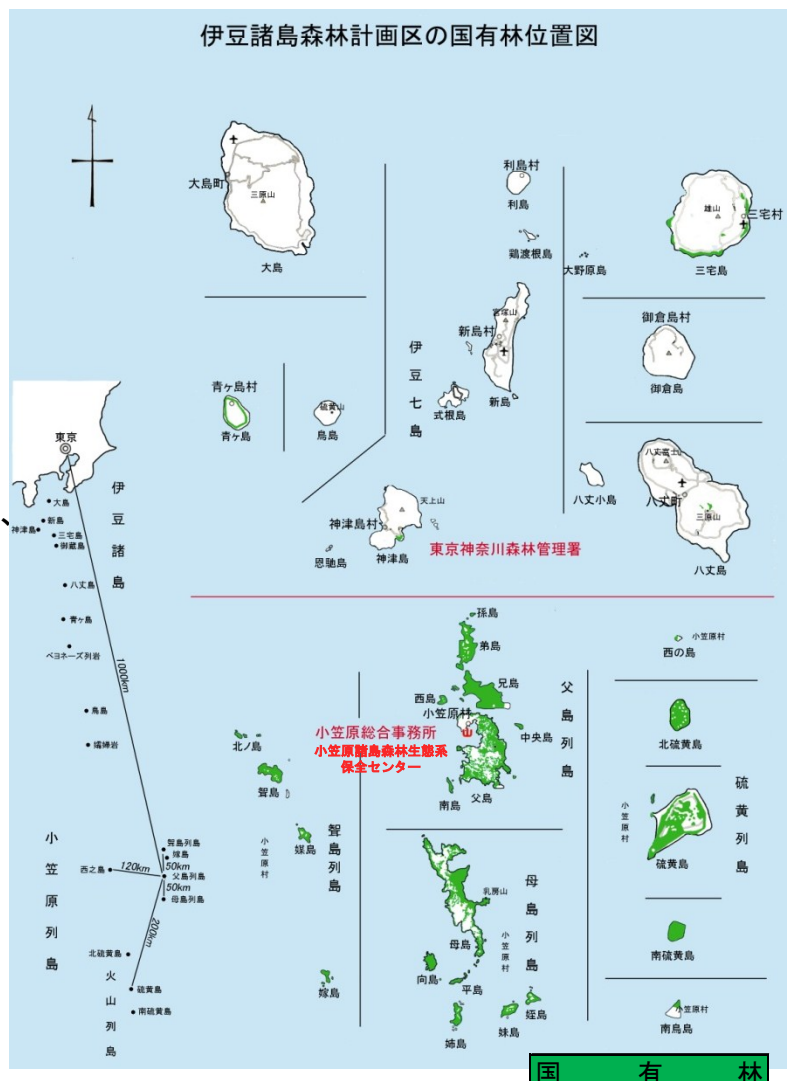 伊豆諸島森林計画区の国有林位置図
大島町
三原山
大島
利島村
利島
鵜渡根島
宮塚山
新島村
新島
式根島
伊豆七島
雄山
三宅村
三宅島
大野原島
御倉島村
御倉島
青ヶ島村
青ヶ島
硫黄山
鳥島
八丈富士山
八丈町
三原山
八丈小島
八丈島
天上山
神津島村
神津島
恩馳島
東京神奈川森林管理署
東京
伊豆諸島
大島
新島
神津島
三宅島
御蔵島
八丈島
青ヶ島
ベヨネーズ列岩
鳥島
孀婦岩
1000km
小笠原列島
聟島列島
嫁島
50km
西之島
120km
父島列島
50km
母島列島
200km
北硫黄島
火山列島
硫黄島
南硫黄島
孫島
弟島
兄島
西島
小笠原村
父島列島
小笠原総合事務所
小笠原諸島森林生態系
保全センター
中央島
南島
父島
北ノ島
聟島
小笠原村
媒島
聟島列島
嫁島
乳房山
母島列島
母島
小笠原村
向島
平島
姉島
妹島
姪島
小笠原村
西の島
北硫黄島
小笠原村
硫黄列島
硫黄島
南硫黄島
小笠原村
南鳥島
国有林